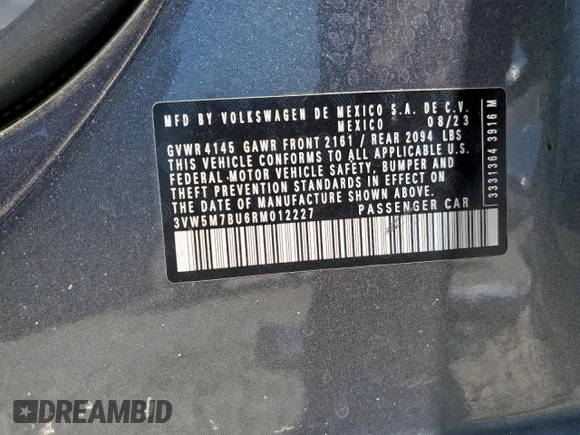 MFD BY VOLKSWAGEN DE MEXICO S.A. DE C.V.
MEXICO 08/23
GVWR 4145 GAWR FRONT 2161 / REAR 2094 LBS
THIS VEHICLE CONFORMS TO ALL APPLICABLE U.S.
FEDERAL MOTOR VEHICLE SAFETY, BUMPER AND
THEFT PREVENTION STANDARDS IN EFFECT ON
THE DATE OF MANUFACTURE SHOWN ABOVE.
3VW5M7BU6RM012227 PASSENGER CAR
3331364 3916 M
DREAMBID